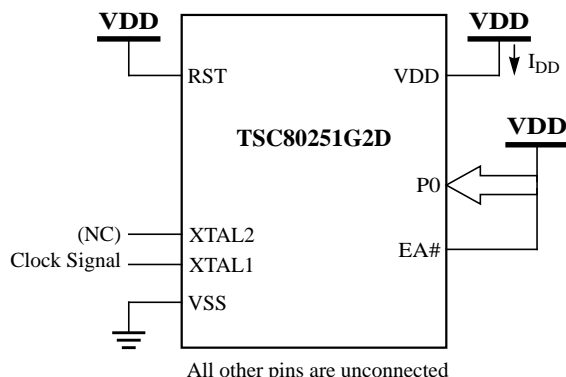 VDD
VDD
RST
VDD
I_DD
TSC80251G2D
VDD
P0
(NC)
XTAL2
EA#
Clock Signal
XTAL1
VSS
All other pins are unconnected